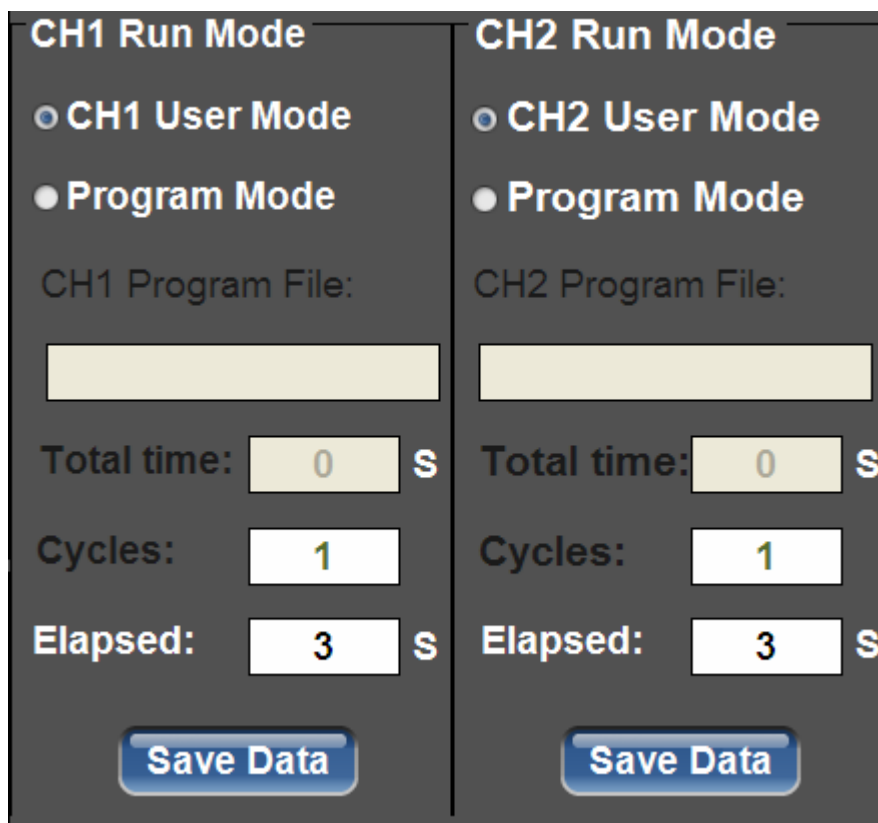 CH1 Run Mode
CH1 User Mode
Program Mode
CH1 Program File:
Total time: 0 S
Cycles: 1
Elapsed: 3 S
Save Data
CH2 Run Mode
CH2 User Mode
Program Mode
CH2 Program File:
Total time: 0 S
Cycles: 1
Elapsed: 3 S
Save Data